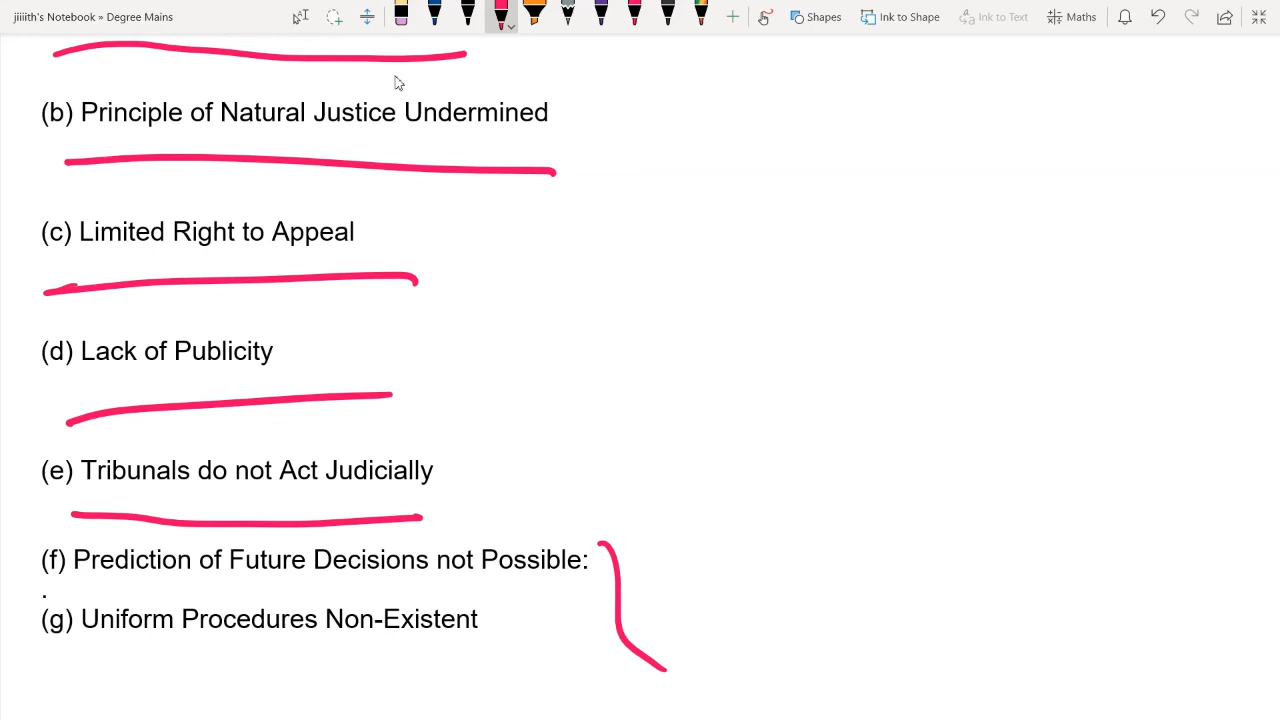 jiiiith's Notebook » Degree Mains
Shapes
Ink to Shape
Ink to Text
Maths
(b) Principle of Natural Justice Undermined
(c) Limited Right to Appeal
(d) Lack of Publicity
(e) Tribunals do not Act Judicially
(f) Prediction of Future Decisions not Possible:
.
(g) Uniform Procedures Non-Existent